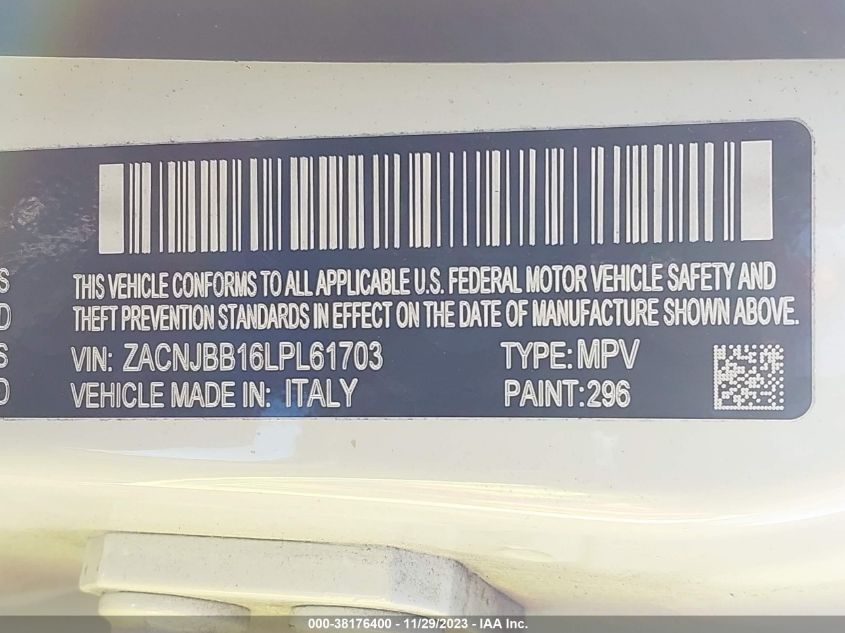 THIS VEHICLE CONFORMS TO ALL APPLICABLE U.S. FEDERAL MOTOR VEHICLE SAFETY AND
THEFT PREVENTION STANDARDS IN EFFECT ON THE DATE OF MANUFACTURE SHOWN ABOVE.
VIN: ZACNJBB16LPL61703 TYPE: MPV
VEHICLE MADE IN: ITALY PAINT: 296
S
D
S
D
000-38176400 - 11/29/2023 - IAA Inc.